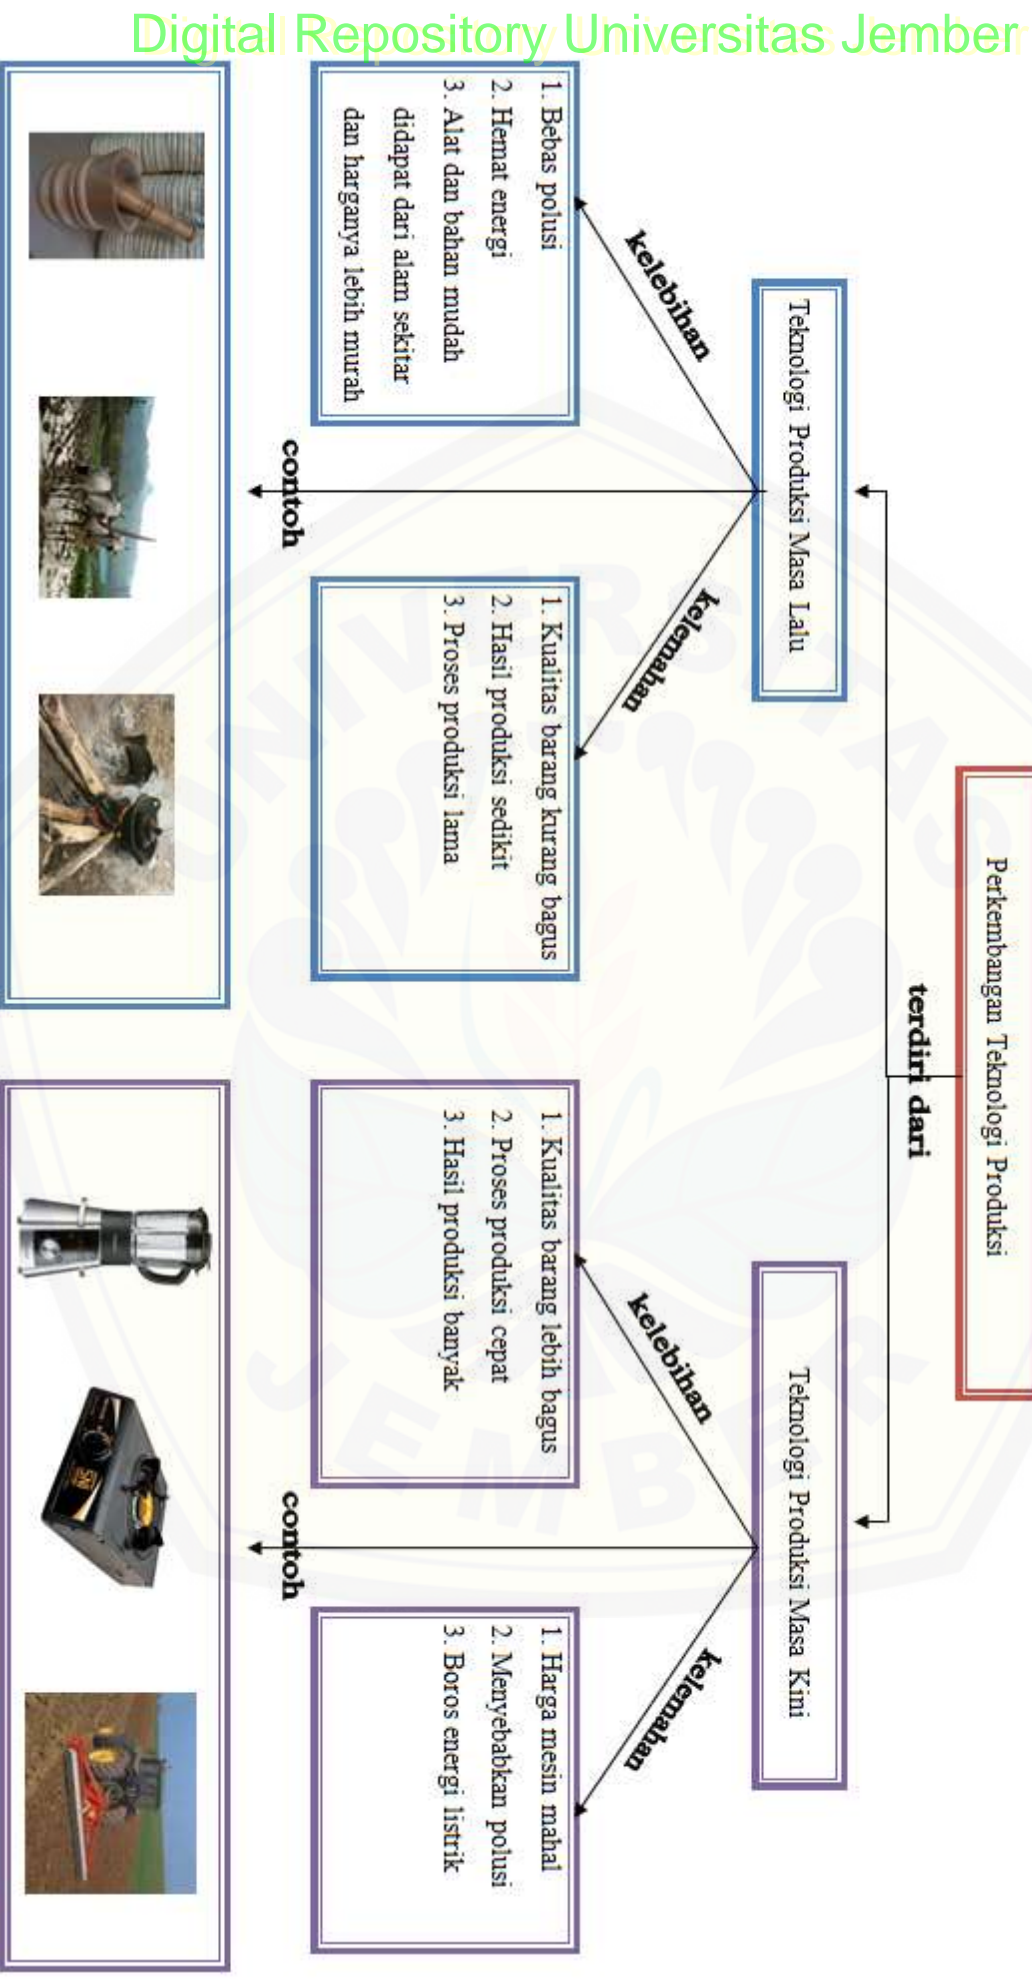 Digital Repository Universitas Jember
Perkembangan Teknologi Produksi
terdiri dari
Teknologi Produksi Masa Lalu
kelebihan
kelemahan
1. Bebas polusi
2. Hemat energi
3. Alat dan bahan mudah
didapat dari alam sekitar
dan harganya lebih murah
1. Kualitas barang kurang bagus
2. Hasil produksi sedikit
3. Proses produksi lama
contoh
Teknologi Produksi Masa Kini
kelebihan
kelemahan
1. Kualitas barang lebih bagus
2. Proses produksi cepat
3. Hasil produksi banyak
1. Harga mesin mahal
2. Menyebabkan polusi
3. Boros energi listrik
contoh
UNIVERSITAS
JEMBER